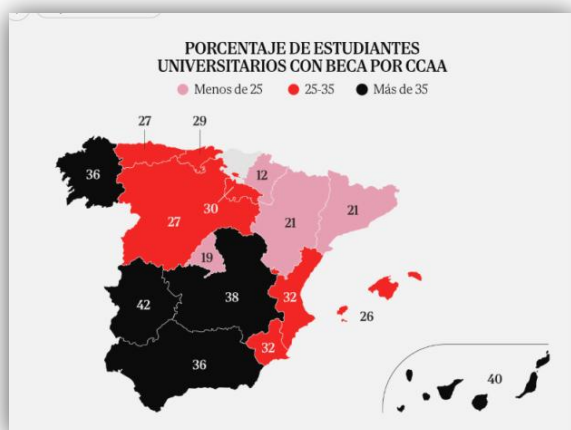 PORCENTAJE DE ESTUDIANTES
UNIVERSITARIOS CON BECA POR CCAA
Menos de 25 25-35 Más de 35
27 29
36 12
30 21 21
27
19
42 38 32
26
32
36
40